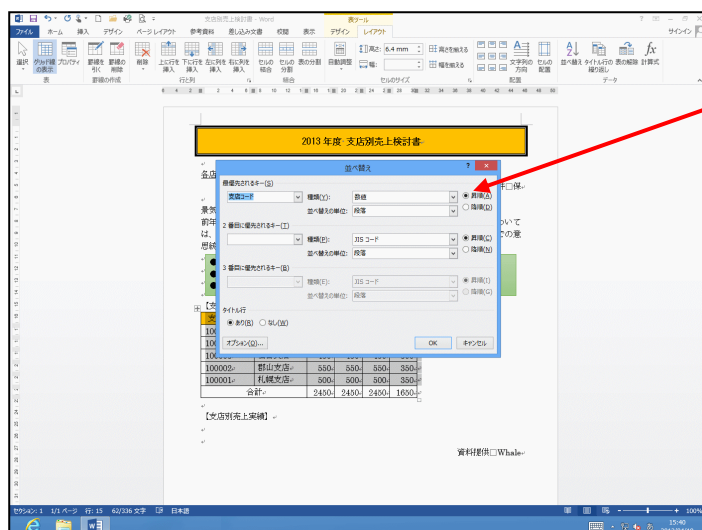 支店別売上検討書 - Word
表ツール
サインイン
ファイル ホーム 挿入 デザイン ページレイアウト 参考資料 差し込み文書 校閲 表示 デザイン レイアウト
選択 グリッド線の表示 プロパティ 罫線を引く 罫線の削除 削除 上に行を挿入 下に行を挿入 左に列を挿入 右に列を挿入 セルの結合 セルの分割 表の分割 自動調整 高さ: 6.4 mm 高さを揃える 幅: 幅を揃える 文字列の方向 セルの配置 並べ替え タイトル行の繰り返し 表の解除 計算式
表 罫線の作成 行と列 結合 セルのサイズ 配置 データ
2013 年度 支店別売上検討書
各店
並べ替え
最優先されるキー(S)
支店コード 種類(Y): 数値 昇順(A)
並べ替えの単位: 段落 降順(D)
2 番目に優先されるキー(T)
種類(P): JIS コード 昇順(C)
並べ替えの単位: 段落 降順(N)
3 番目に優先されるキー(B)
種類(E): JIS コード 昇順(I)
並べ替えの単位: 段落 降順(G)
タイトル行
あり(R) なし(W)
オプション(O)... OK キャンセル
景気
前年
ついて
は、
での意
思統
【支
100002 郡山支店 550 550 550 350
100001 札幌支店 500 500 500 350
合計 2450 2450 2450 1650
【支店別売上実績】
資料提供□Whale
セクション: 1 1/1 ページ 行: 15 62/336 文字 日本語
100%
15:40